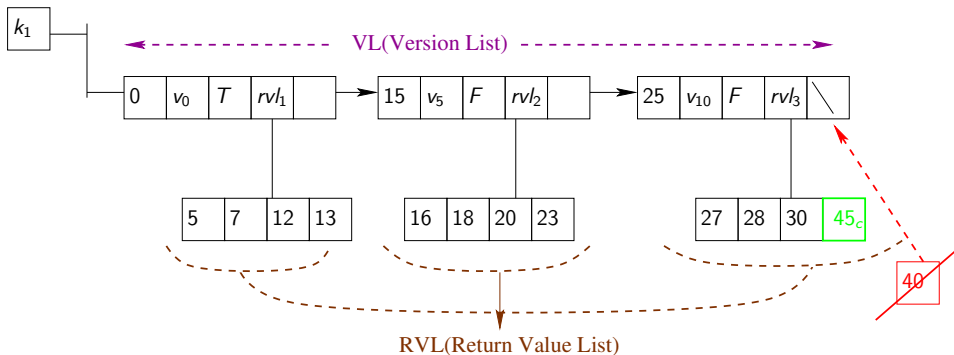 k₁
VL(Version List)
0 v₀ T rvl₁ 15 v₅ F rvl₂ 25 v₁₀ F rvl₃
5 7 12 13 16 18 20 23 27 28 30 45c
40
RVL(Return Value List)